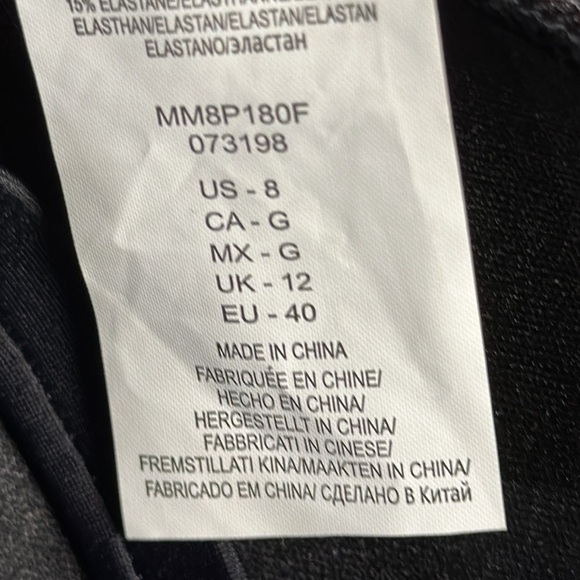 15% ELASTANE/
ELASTHAN/ELASTAN/ELASTAN/ELASTAN
ELASTANO/эластан
MM8P180F
073198
US - 8
CA - G
MX - G
UK - 12
EU - 40
MADE IN CHINA
FABRIQUÉE EN CHINE/
HECHO EN CHINA/
HERGESTELLT IN CHINA/
FABBRICATI IN CINESE/
FREMSTILLATI KINA/MAAKTEN IN CHINA/
FABRICADO EM CHINA/ СДЕЛАНО В Китай